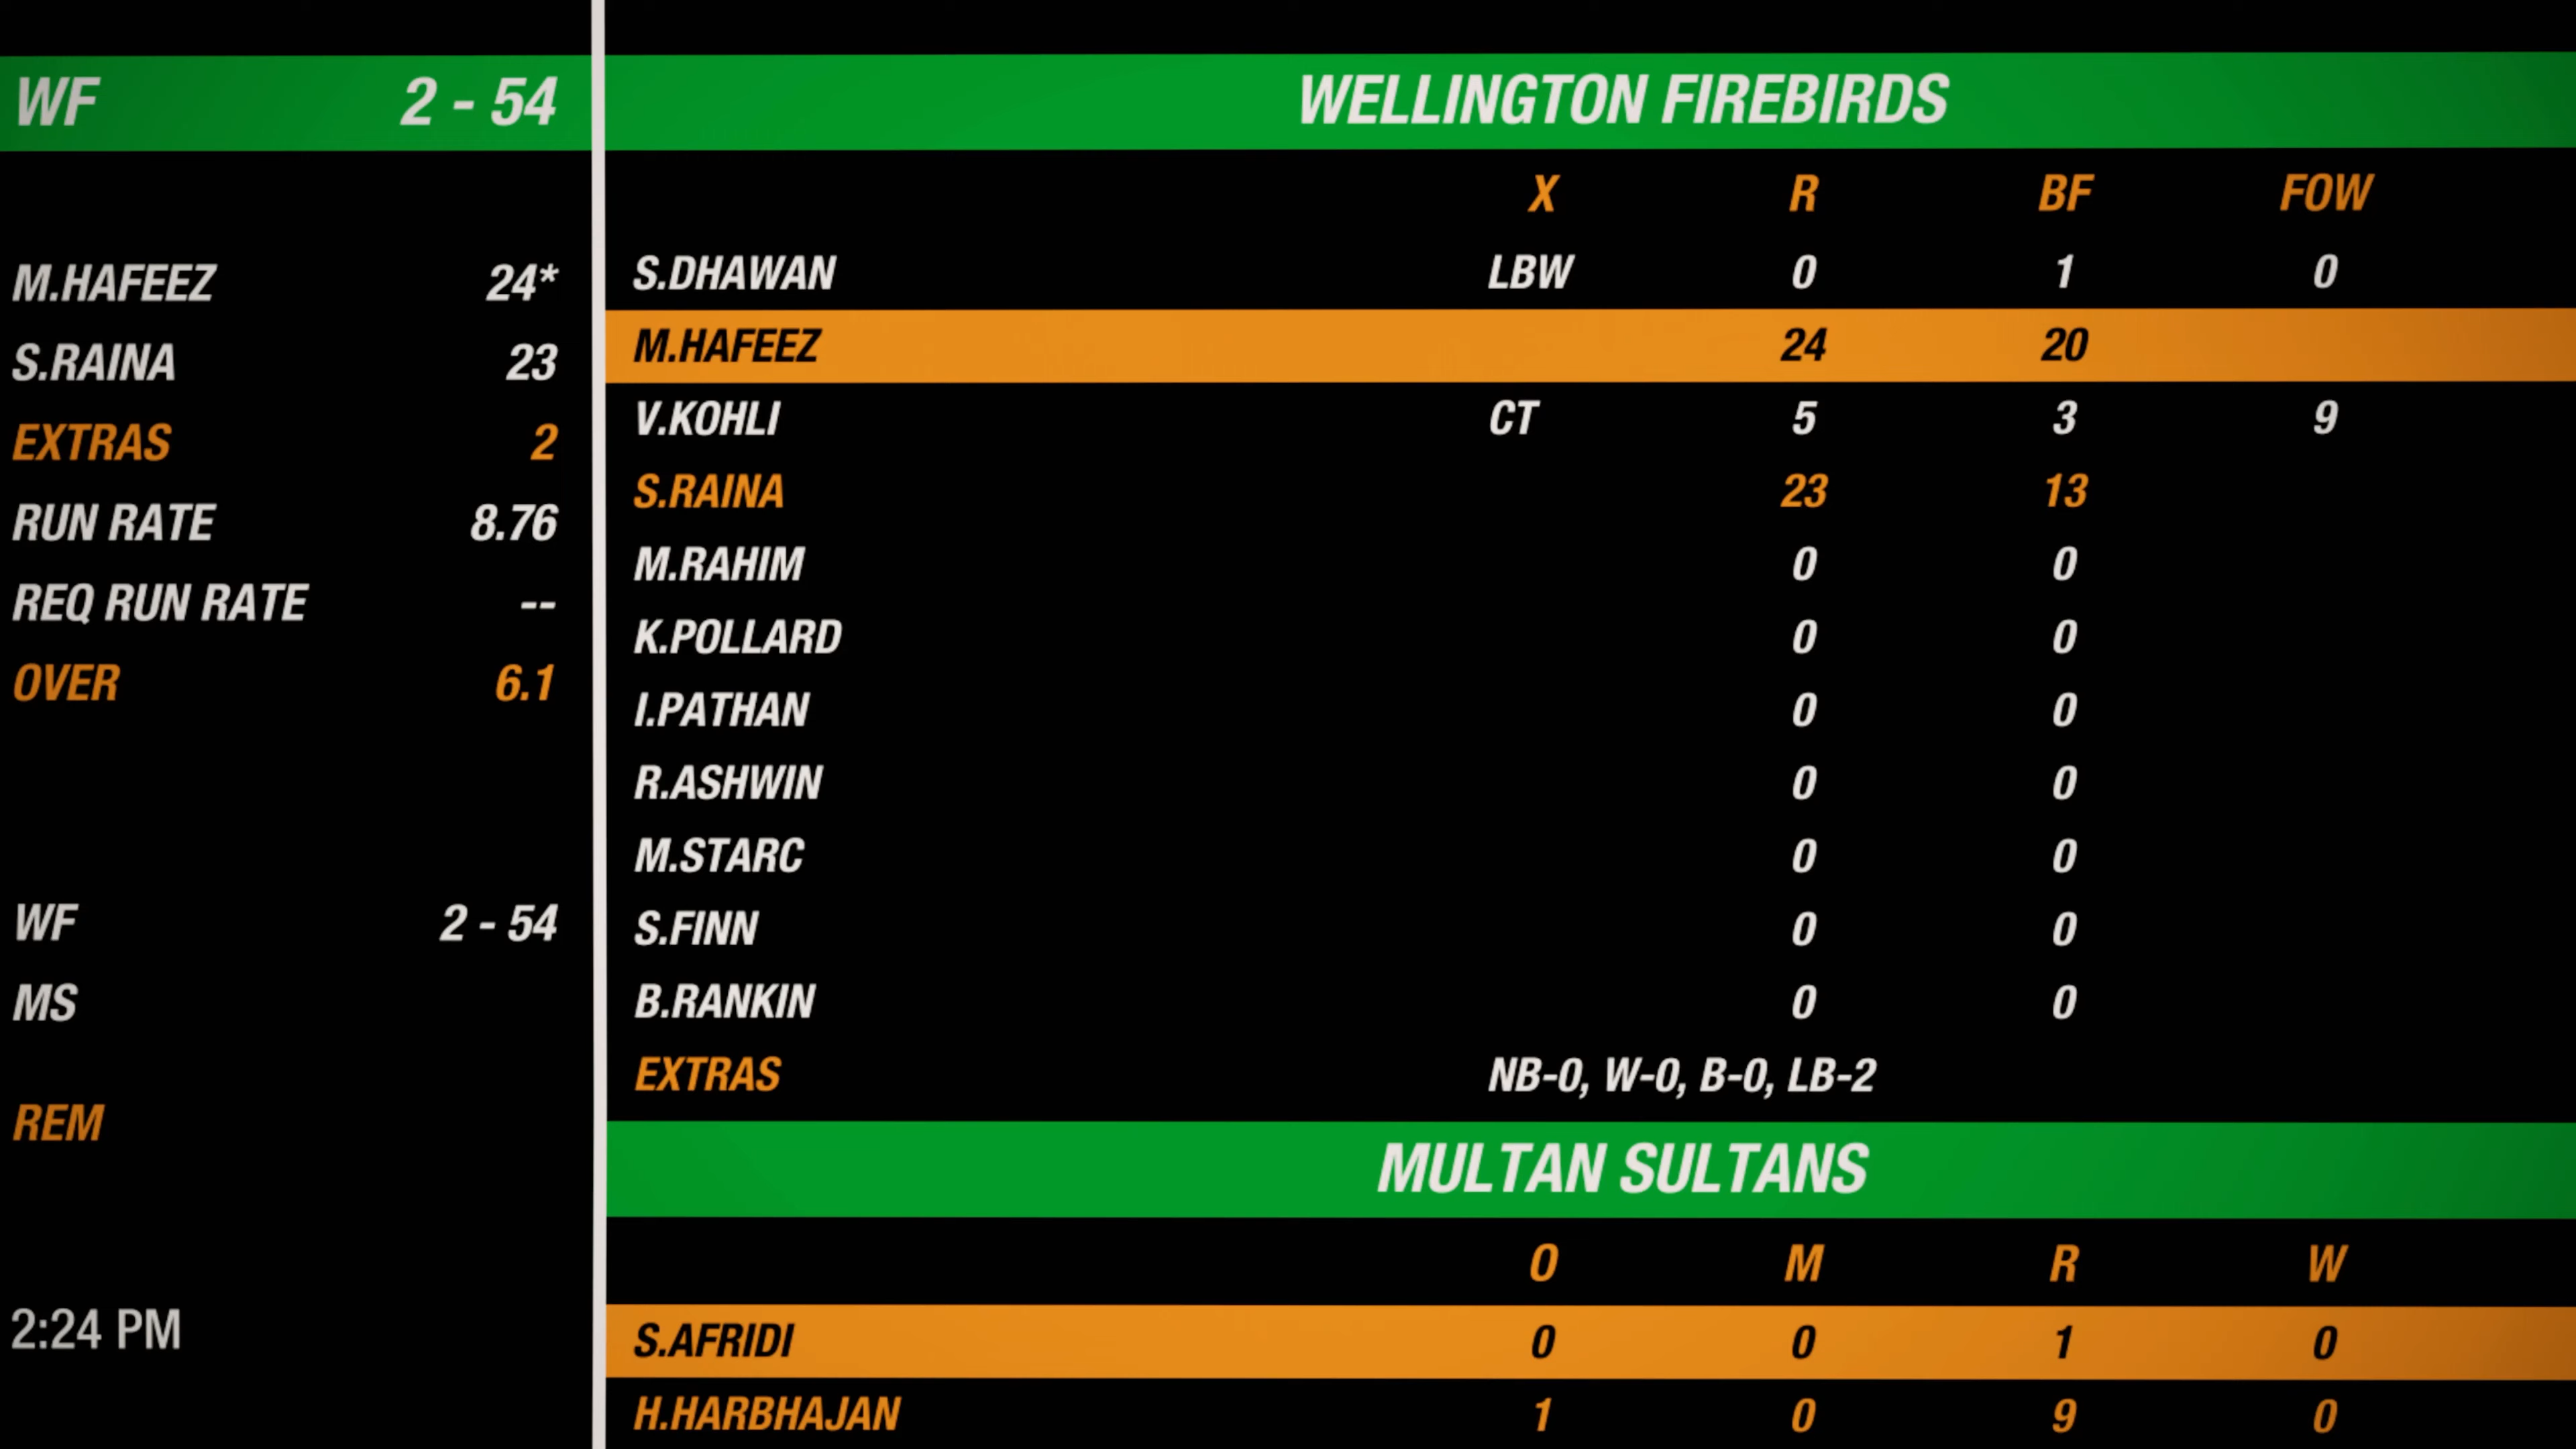 WF 2 - 54
M.HAFEEZ 24*
S.RAINA 23
EXTRAS 2
RUN RATE 8.76
REQ RUN RATE --
OVER 6.1
WF 2 - 54
MS
REM
2:24 PM
WELLINGTON FIREBIRDS
X R BF FOW
S.DHAWAN LBW 0 1 0
M.HAFEEZ 24 20
V.KOHLI CT 5 3 9
S.RAINA 23 13
M.RAHIM 0 0
K.POLLARD 0 0
I.PATHAN 0 0
R.ASHWIN 0 0
M.STARC 0 0
S.FINN 0 0
B.RANKIN 0 0
EXTRAS NB-0, W-0, B-0, LB-2
MULTAN SULTANS
O M R W
S.AFRIDI 0 0 1 0
H.HARBHAJAN 1 0 9 0